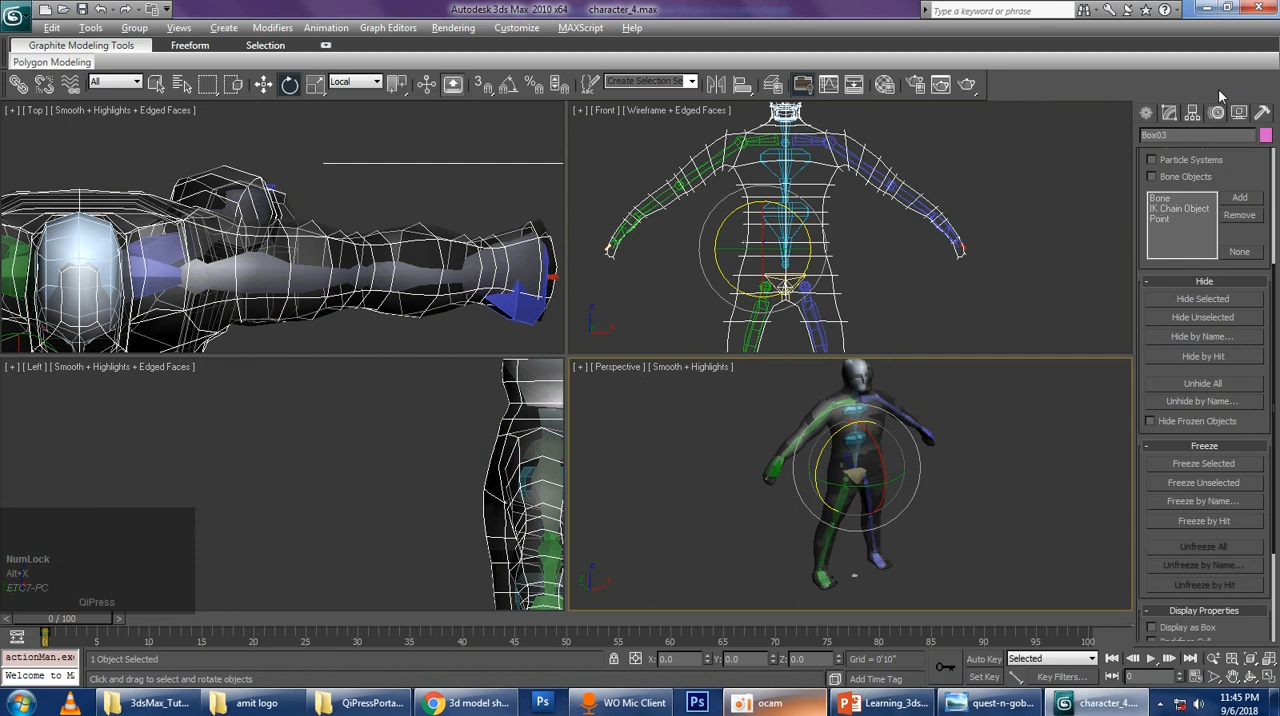 Autodesk 3ds Max 2010 x64    character_4.max
Type a keyword or phrase
Edit Tools Group Views Create Modifiers Animation Graph Editors Rendering Customize MAXScript Help
Graphite Modeling Tools Freeform Selection
Polygon Modeling
All Local Create Selection Se
[ + ] [ Top ] [ Smooth + Highlights + Edged Faces ]
[ + ] [ Front ] [ Wireframe + Edged Faces ]
Box03
Particle Systems
Bone Objects
Bone
IK Chain Object
Point
Add
Remove
None
Hide
Hide Selected
Hide Unselected
Hide by Name...
Hide by Hit
Unhide All
Unhide by Name...
Hide Frozen Objects
[ + ] [ Left ] [ Smooth + Highlights + Edged Faces ]
[ + ] [ Perspective ] [ Smooth + Highlights ]
Freeze
Freeze Selected
Freeze Unselected
Freeze by Name...
Freeze by Hit
Unfreeze All
Unfreeze by Name...
Unfreeze by Hit
Display Properties
Display as Box
NumLock
Alt+X
ETC7-PC
QiPress
0 / 100
0 5 10 15 20 25 30 35 40 45 50 55 60 65 70 75 80 85 90 95 100
actionMan.ex
1 Object Selected
X: 0.0 Y: 0.0 Z: 0.0 Grid = 0'10"
Auto Key Selected
Welcome to M
Click and drag to select and rotate objects
Add Time Tag
Set Key Key Filters... 0
3dsMax_Tut...
amit logo
QiPressPorta...
3d model sh...
WO Mic Client
ocam
Learning_3ds...
quest-n-gob...
character_4....
11:45 PM
9/6/2018